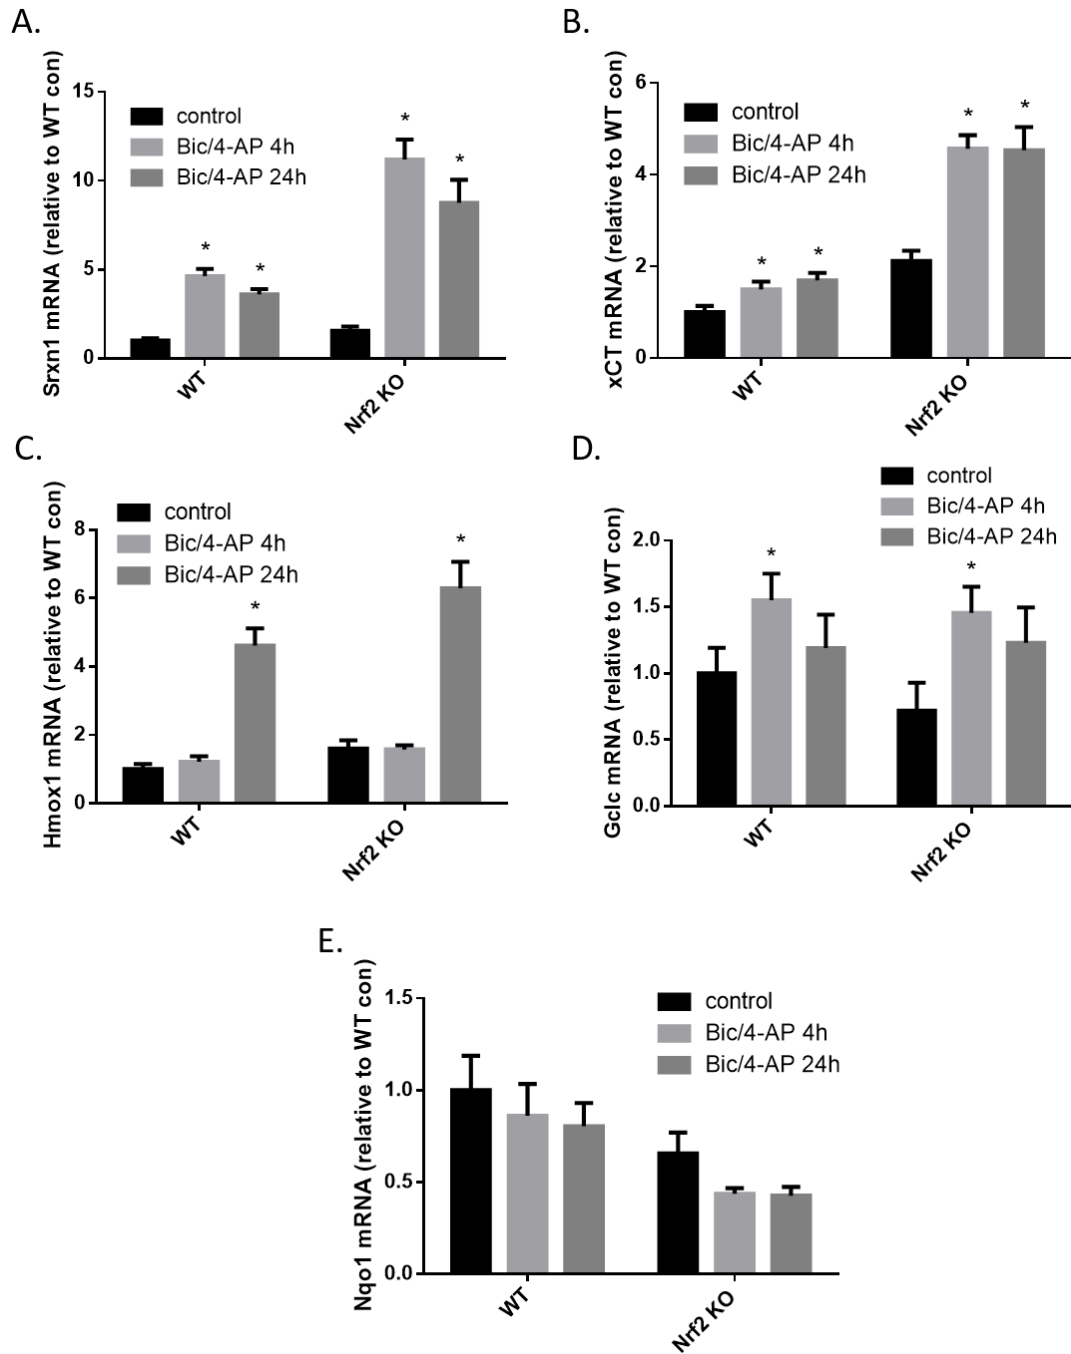 A.
Srxn1 mRNA (relative to WT con)
15
10
5
0
control
Bic/4-AP 4h
Bic/4-AP 24h
*
*
*
*
WT
Nrf2 KO
B.
xCT mRNA (relative to WT con)
6
4
2
0
control
Bic/4-AP 4h
Bic/4-AP 24h
*
*
*
*
WT
Nrf2 KO
C.
Hmox1 mRNA (relative to WT con)
8
6
4
2
0
control
Bic/4-AP 4h
Bic/4-AP 24h
*
*
WT
Nrf2 KO
D.
Gclc mRNA (relative to WT con)
2.0
1.5
1.0
0.5
0.0
control
Bic/4-AP 4h
Bic/4-AP 24h
*
*
WT
Nrf2 KO
E.
Nqo1 mRNA (relative to WT con)
1.5
1.0
0.5
0.0
control
Bic/4-AP 4h
Bic/4-AP 24h
WT
Nrf2 KO